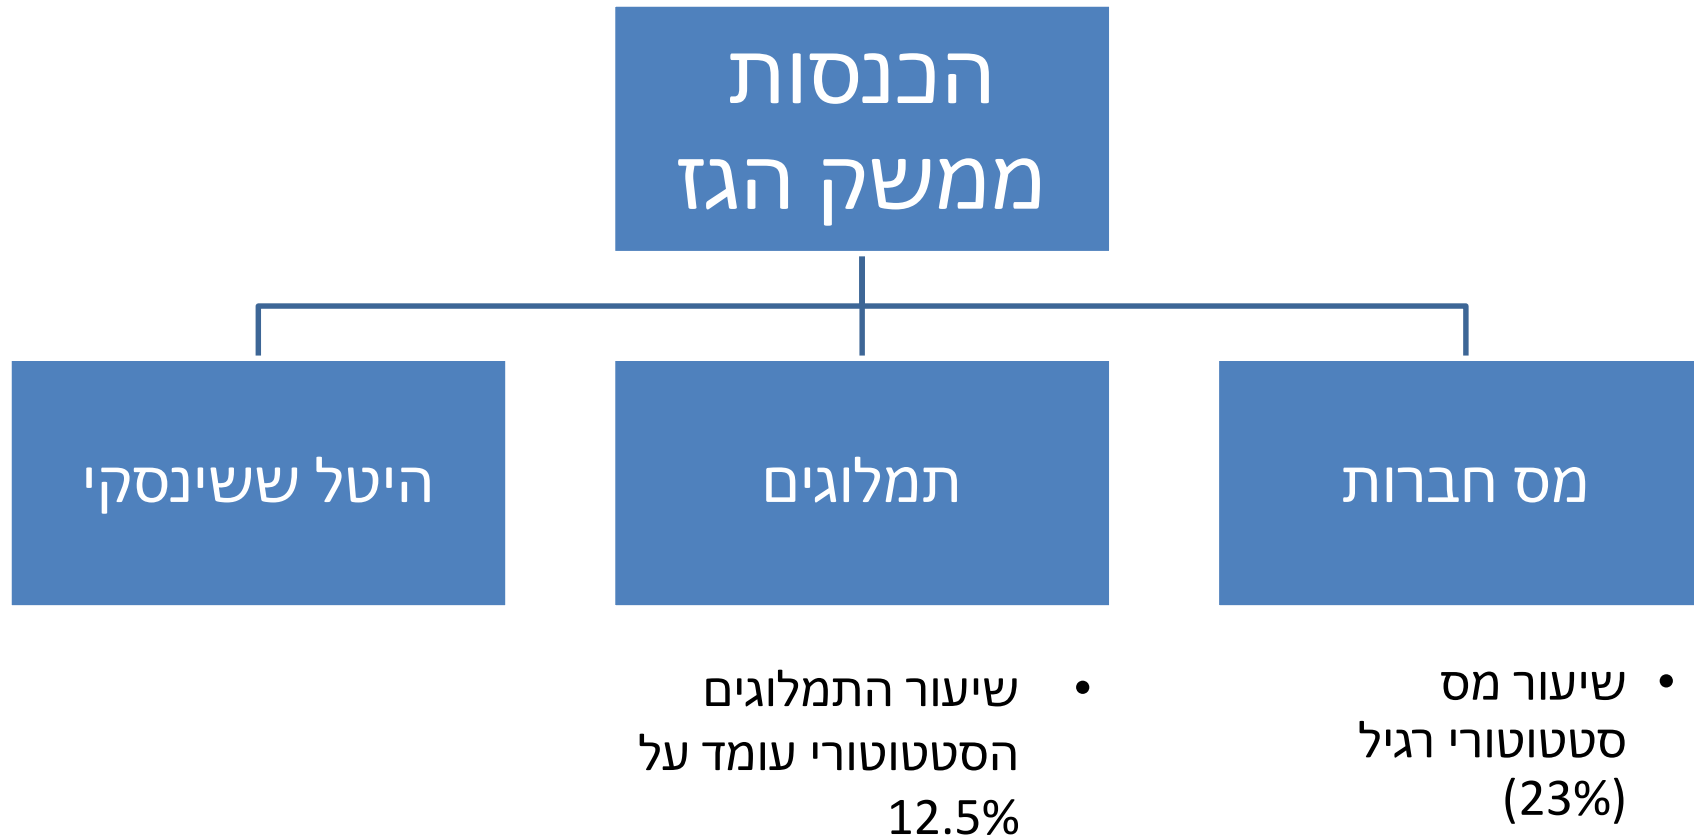 הכנסות
ממשק הגז
מס חברות
תמלוגים
היטל ששינסקי
• שיעור מס
סטטוטורי רגיל
(23%)
• שיעור התמלוגים
הסטטוטורי עומד על
12.5%